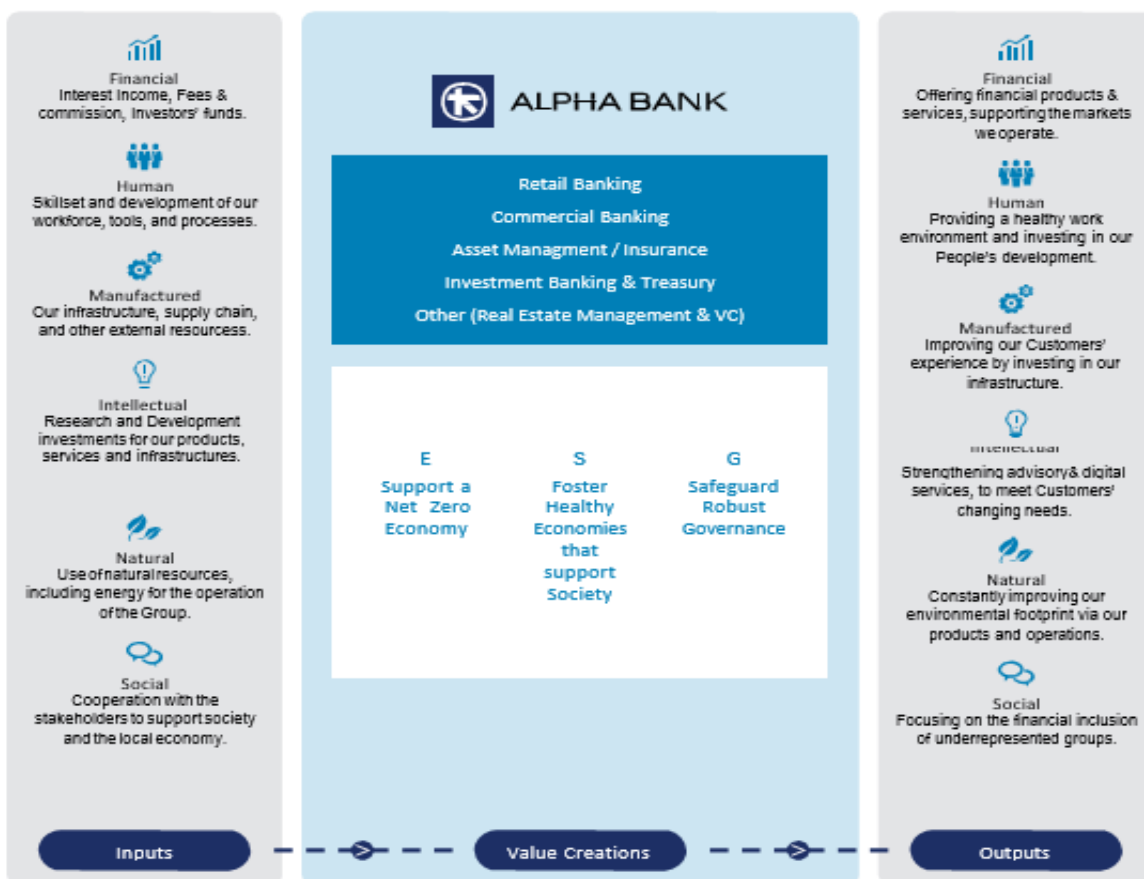 Financial
Interest Income, Fees &
commission, Investors' funds.
Human
Skillset and development of our
workforce, tools, and processes.
Manufactured
Our infrastructure, supply chain,
and other external resourcess.
Intellectual
Research and Development
investments for our products,
services and infrastructures.
Natural
Use of natural resources,
including energy for the operation
of the Group.
Social
Cooperation with the
stakeholders to support society
and the local economy.
Inputs
ALPHA BANK
Retail Banking
Commercial Banking
Asset Managment / Insurance
Investment Banking & Treasury
Other (Real Estate Management & VC)
E
Support a
Net Zero
Economy
S
Foster
Healthy
Economies
that
support
Society
G
Safeguard
Robust
Governance
Value Creations
Financial
Offering financial products &
services, supporting the markets
we operate.
Human
Providing a healthy work
environment and investing in our
People's development.
Manufactured
Improving our Customers'
experience by investing in our
infrastructure.
Intellectual
Strengthening advisory & digital
services, to meet Customers'
changing needs.
Natural
Constantly improving our
environmental footprint via our
products and operations.
Social
Focusing on the financial inclusion
of underrepresented groups.
Outputs